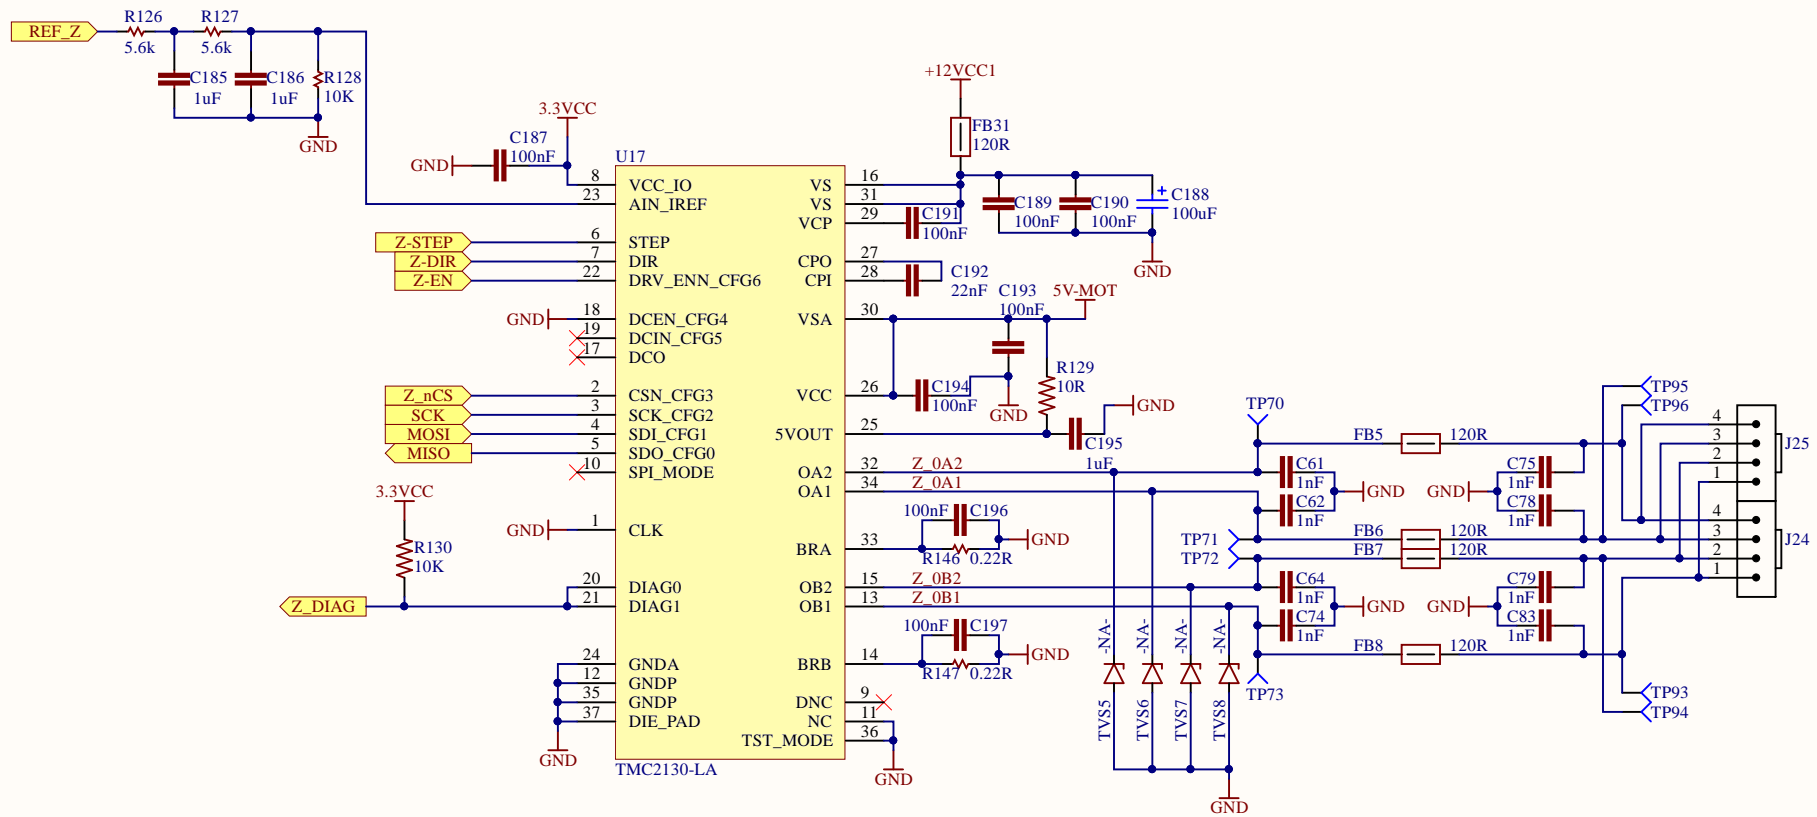 REF_Z
R126
5.6k
R127
5.6k
C185
1uF
C186
1uF
R128
10K
GND
3.3VCC
C187
100nF
GND
U17
8 VCC_IO
23 AIN_IREF
Z-STEP 6 STEP
Z-DIR 7 DIR
Z-EN 22 DRV_ENN_CFG6
GND 18 DCEN_CFG4
19 DCIN_CFG5
17 DCO
Z_nCS 2 CSN_CFG3
SCK 3 SCK_CFG2
MOSI 4 SDI_CFG1
MISO 5 SDO_CFG0
10 SPI_MODE
3.3VCC
GND 1 CLK
R130
10K
20 DIAG0
Z_DIAG 21 DIAG1
24 GNDA
12 GNDP
35 GNDP
37 DIE_PAD
GND
TMC2130-LA
VS 16
VS 31
VCP 29
CPO 27
CPI 28
VSA 30
VCC 26
5VOUT 25
OA2 32 Z_0A2
OA1 34 Z_0A1
BRA 33
OB2 15 Z_0B2
OB1 13 Z_0B1
BRB 14
DNC 9
NC 11
TST_MODE 36
GND
+12VCC1
FB31
120R
C191
100nF
C189
100nF
C190
100nF
+
C188
100uF
GND
C192
22nF
C193
100nF
5V-MOT
C194
100nF
GND
R129
10R
GND
C195
1uF
100nF C196
R146 0.22R
GND
100nF C197
R147 0.22R
GND
-NA-
-NA-
-NA-
-NA-
TVS5
TVS6
TVS7
TVS8
GND
TP70
TP71
TP72
TP73
C61
1nF
C62
1nF
GND
C64
1nF
C74
1nF
GND
FB5 120R
FB6 120R
FB7 120R
FB8 120R
GND
C75
1nF
C78
1nF
GND
C79
1nF
C83
1nF
TP95
TP96
TP93
TP94
4
3
2
1
J25
4
3
2
1
J24